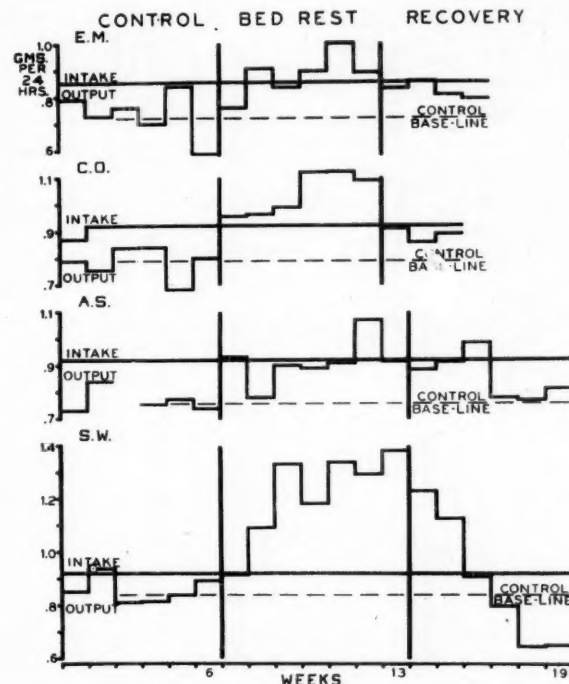 CONTROL BED REST RECOVERY
E.M.
GMS.
PER
24
HRS.
1.0
.8
.6
INTAKE
OUTPUT
CONTROL
BASE-LINE
C.O.
1.1
.9
.7
INTAKE
OUTPUT
CONTROL
BASE-LINE
A.S.
1.1
.9
.7
INTAKE
OUTPUT
CONTROL
BASE-LINE
S.W.
1.4
1.2
1.0
.8
.6
INTAKE
OUTPUT
CONTROL
BASE-LINE
6 13 19
WEEKS